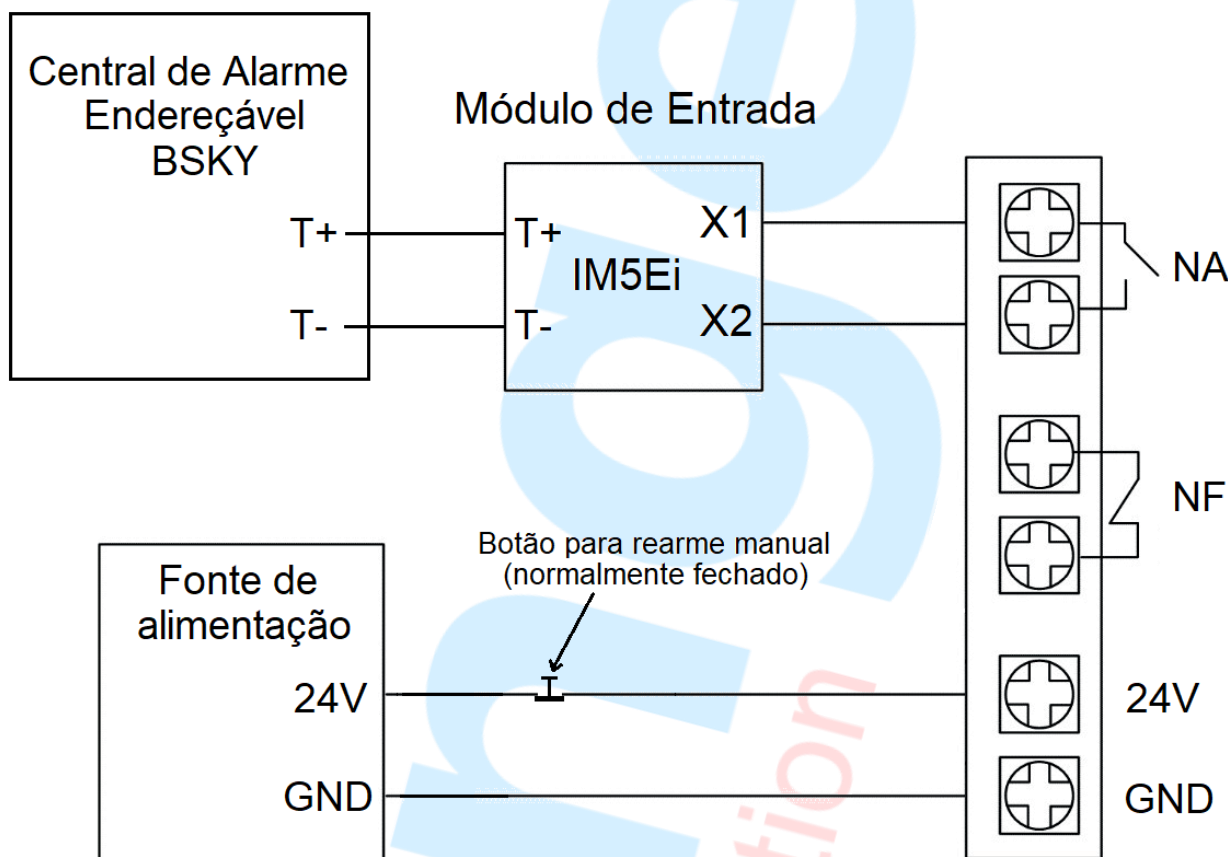 Central de Alarme
Endereçável
BSKY
Módulo de Entrada
T+
T+
X1
IM5Ei
NA
T-
T-
X2
NF
Botão para rearme manual
(normalmente fechado)
Fonte de
alimentação
24V
24V
GND
GND